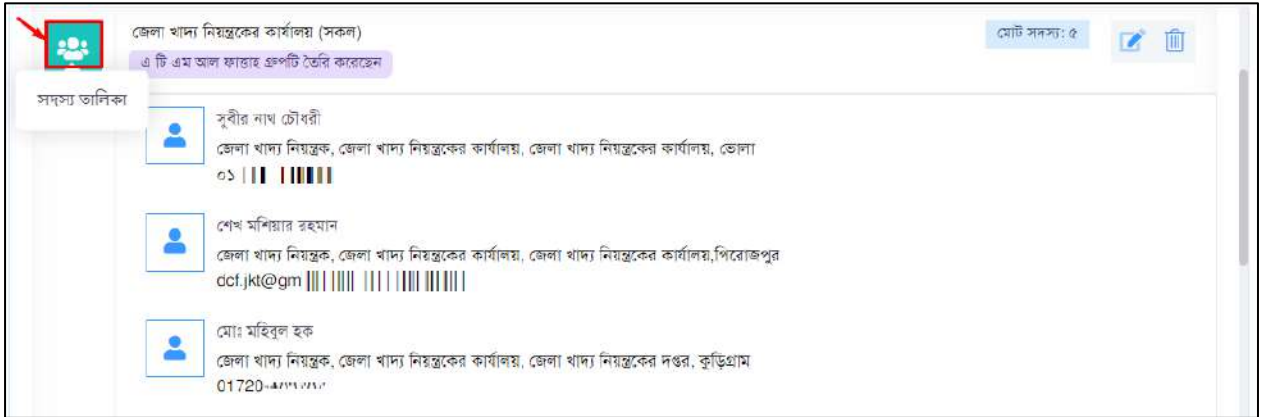 জেলা খাদ্য নিয়ন্ত্রকের কার্যালয় (সকল)
মোট সদস্য: ৫
এ টি এম আল ফাত্তাহ গ্রুপটি তৈরি করেছেন
সদস্য তালিকা
সুবীর নাথ চৌধরী
জেলা খাদ্য নিয়ন্ত্রক, জেলা খাদ্য নিয়ন্ত্রকের কার্যালয়, জেলা খাদ্য নিয়ন্ত্রকের কার্যালয়, ভোলা
০১
শেখ মশিয়ার রহমান
জেলা খাদ্য নিয়ন্ত্রক, জেলা খাদ্য নিয়ন্ত্রকের কার্যালয়, জেলা খাদ্য নিয়ন্ত্রকের কার্যালয়,পিরোজপুর
dcf.jkt@gm
মোঃ মহিবুল হক
জেলা খাদ্য নিয়ন্ত্রক, জেলা খাদ্য নিয়ন্ত্রকের কার্যালয়, জেলা খাদ্য নিয়ন্ত্রকের দপ্তর, কুড়িগ্রাম
01720